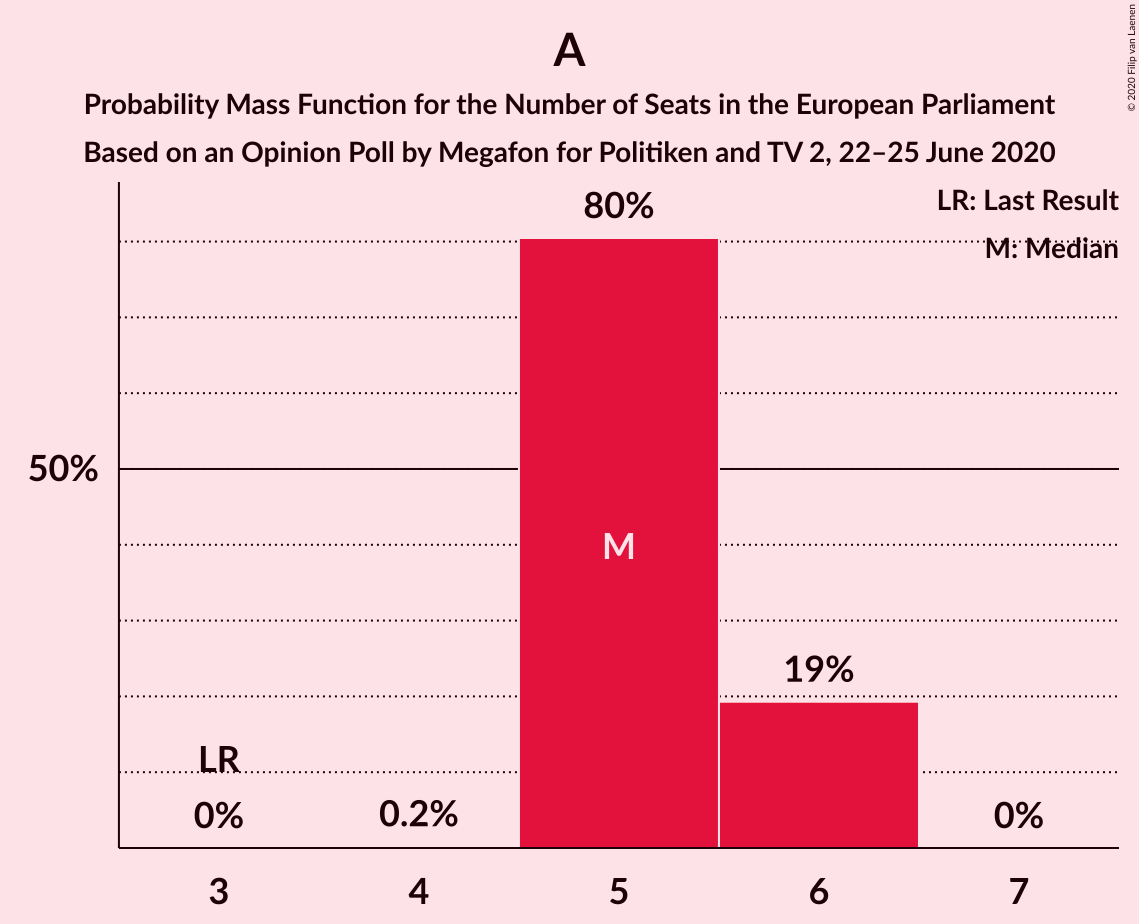 A
Probability Mass Function for the Number of Seats in the European Parliament
Based on an Opinion Poll by Megafon for Politiken and TV 2, 22–25 June 2020
© 2020 Filip van Laenen
LR: Last Result
M: Median
80%
50%
M
19%
LR
0%
0.2%
0%
3
4
5
6
7